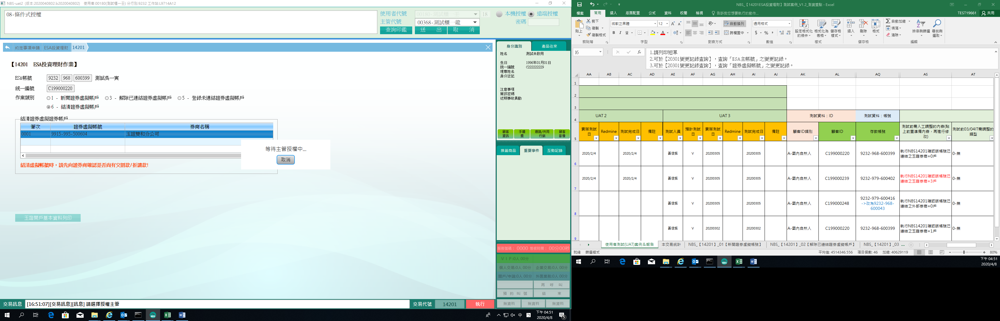 NBS-uat2 (版本:2020040802.b2020040802) 使用者:00180(測試櫃一壬) 分行別:9232 工作站:L9714A12
08-條件式授權
使用者代號 00180-測試櫃一壬 18 本機授權 遠端授權
主管代號 00368-測試櫃一龍 密碼
查詢印鑑 送 出 取 消
約定事項申請 ESA投資理財 14201
【14201 ESA投資理財作業】
ESA帳號 9232 968 600399 測試吳一寅
統一編號 C199000220
作業類別 1 - 新開證券虛擬帳戶 3 - 解除已連結證券虛擬帳戶 5 - 登錄未連結證券虛擬帳戶
6 - 結清證券虛擬帳戶
結清證券虛擬證券帳戶
筆次 證券虛擬帳號 券商名稱
0001 9915-995-500604 玉證雙和分公司
等待主管授權中...
取消
結清虛擬帳號時，請先向證券商確認是否尚有交割款/折讓款!
玉證開戶基本資料列印
身分識別 產品往來
姓名 測試未啟用
生日 1996年01月01日
統一編號 C222222229
理專姓名
身分註記
注意事項
簡訊密碼
近期事故異動
顧客資訊 手續費 通路/共同行銷 顧客影像
推薦商品 重要事件 互動記錄
服務號碼： 0000 等候時間： 00分00秒
V I P:0人 00分
個人交易:0人 00分 企業交易:0人 00分
開戶/申請:0人 00分 外匯業務:0人 00分
再 呼 叫
預 約 叫 號 結 束
無資料 無資料 無資料
交易訊息 [16:51:07][交易訊息][訊息] 請選擇授權主管 交易代號 14201 執行
中 下午 04:51
2020/4/8 5
NBS_【14201ESA投資理財】測試案例_V1.2_測資盤點 - Excel
檔案 常用 插入 版面配置 公式 資料 校閱 檢視 告訴我您想要執行的動作... TEST19661 共用
貼上 剪下 複製 複製格式 剪貼簿
微軟正黑體 12 B I U 字型
自動換列 跨欄置中 對齊方式
通用格式 $ % 數值
設定格式化的條件 格式化為表格 儲存格樣式 樣式
插入 刪除 格式 儲存格
自動加總 填滿 清除 排序與篩選 尋找與選取 編輯
I6 fx 1.請列印短單
2.可於【20301變更記錄查詢】，查詢「ESA主帳號」之變更記錄。
3.可於【20301變更記錄查詢】，查詢「證券虛擬帳號」之變更記錄。
AA AB AC AD AE AF AG AH AI AJ AK AL AQ AS AT
1
2
3
4 UAT 2 UAT 3 測試資料：ID 測試資料：帳號
5 實際測試日 Redmine 測試完成日 備註 測試人員 預計測試日 實際測試日 Redmine 測試完成日 備註 顧客ID類別 顧客ID 存款帳號 測試前需人工調整的內容(貼上前置準備內容，再進行修改) 測試前03/04IT需調整的類型
6 2020/2/4 2020/2/4 黃俊銘 V 20200305 20200305 A-國內自然人 C199000220 9232-968-600399 執行NBS14201確認該帳號已連結之玉證券商=0戶 0-無
7 2020/2/4 2020/2/4 黃俊銘 V 20200305 20200305 A-國內自然人 C199000239 9232-979-600402 執行NBS14201確認該帳號已連結之玉證券商=3戶 0-無
8 黃俊銘 V 20200305 20200305 A-國內自然人 C199000248 9232-979-600416 ->改為9232-968-600043 執行NBS14201確認該帳號已連結之外部券商=0戶 0-無
9 黃俊銘 V 20200302 20200302 A-國內自然人 C199000220 9232-968-600399 執行NBS14201確認該帳號已連結之玉證券商=1戶 0-無
使用者測試(UAT)案例＆報告 本交易統計 NBS_【14201】_01【新開證券虛擬帳號】 NBS_【14201】_02【解除已連結證券虛擬帳戶】 NBS_【14201】_03 ...
就緒 篩選模式 平均值: 4514346.556 項目個數: 46 加總: 40629119 80%
下午 04:51
2020/4/8